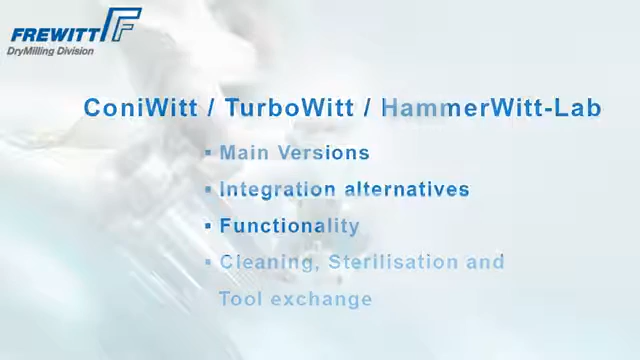 FREWITT
DryMilling Division
ConiWitt / TurboWitt / HammerWitt-Lab
▪ Main Versions
▪ Integration alternatives
▪ Functionality
▪ Cleaning, Sterilisation and
Tool exchange